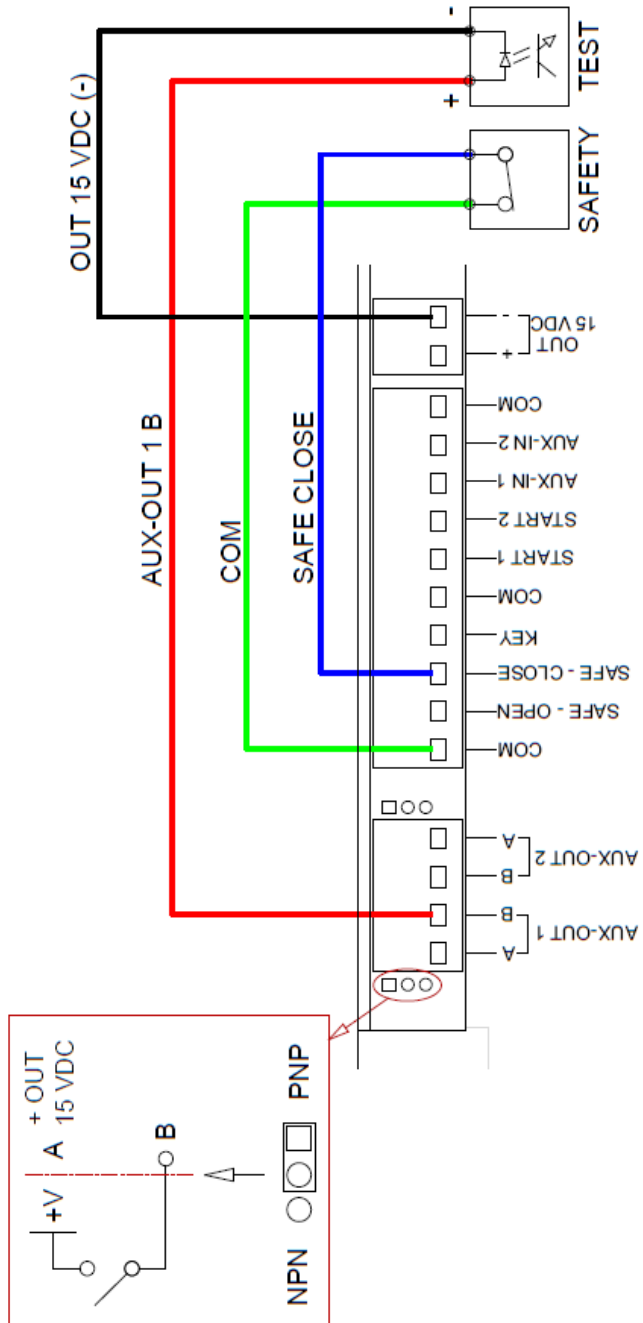 OUT 15 VDC (-)
AUX-OUT 1 B
COM
SAFE CLOSE
-
+
TEST
SAFETY
-
+
15 VDC
OUT
COM
AUX-IN 2
AUX-IN 1
START 2
START 1
COM
KEY
SAFE - CLOSE
SAFE - OPEN
COM
A
B
AUX-OUT 2
B
A
AUX-OUT 1
+V
A
+ OUT
15 VDC
B
NPN
PNP